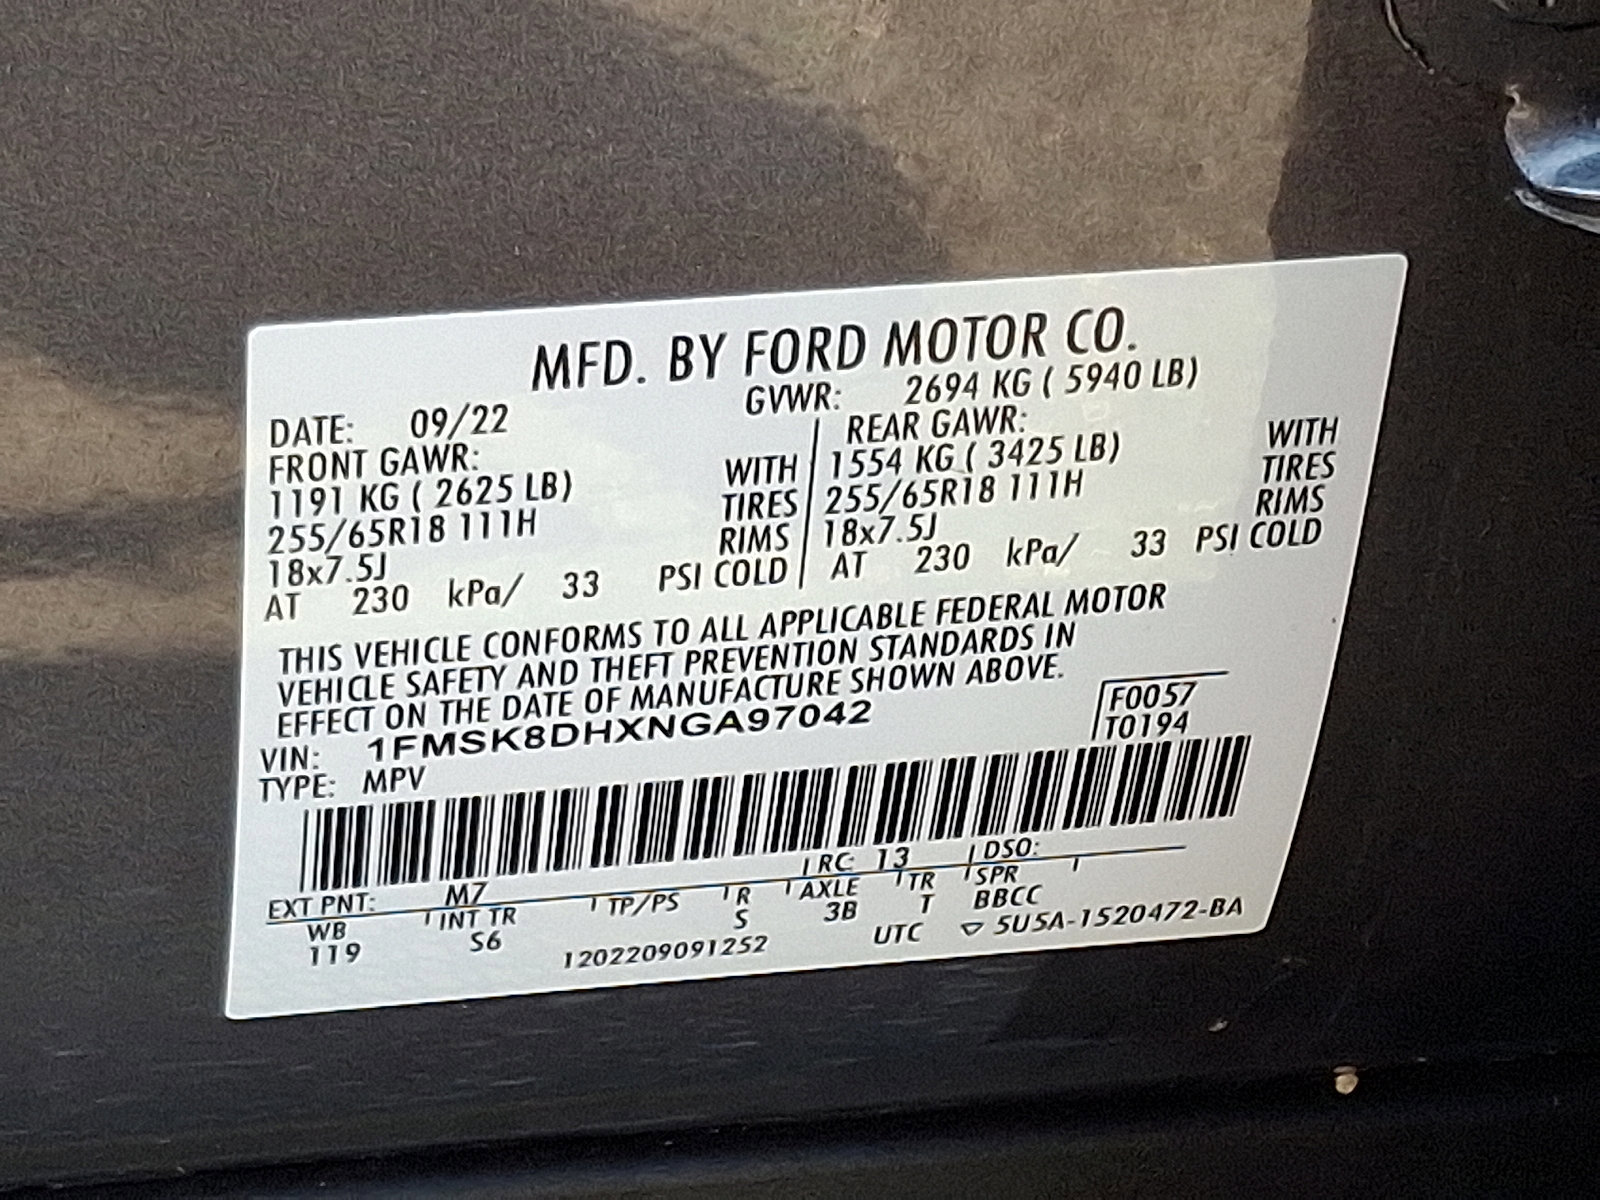 MFD. BY FORD MOTOR CO.
DATE: 09/22 GVWR: 2694 KG ( 5940 LB)
FRONT GAWR: REAR GAWR:
1191 KG ( 2625 LB) WITH 1554 KG ( 3425 LB) WITH
255/65R18 111H TIRES 255/65R18 111H TIRES
18x7.5J RIMS 18x7.5J RIMS
AT 230 kPa/ 33 PSI COLD AT 230 kPa/ 33 PSI COLD
THIS VEHICLE CONFORMS TO ALL APPLICABLE FEDERAL MOTOR
VEHICLE SAFETY AND THEFT PREVENTION STANDARDS IN
EFFECT ON THE DATE OF MANUFACTURE SHOWN ABOVE.
VIN: 1FMSK8DHXNGA97042
F0057
T0194
TYPE: MPV
EXT PNT: M7 RC: 13 DSO:
WB INT TR TP/PS R AXLE TR SPR
119 S6 S 3B T BBCC
1202209091252 UTC ▽ 5U5A-1520472-BA